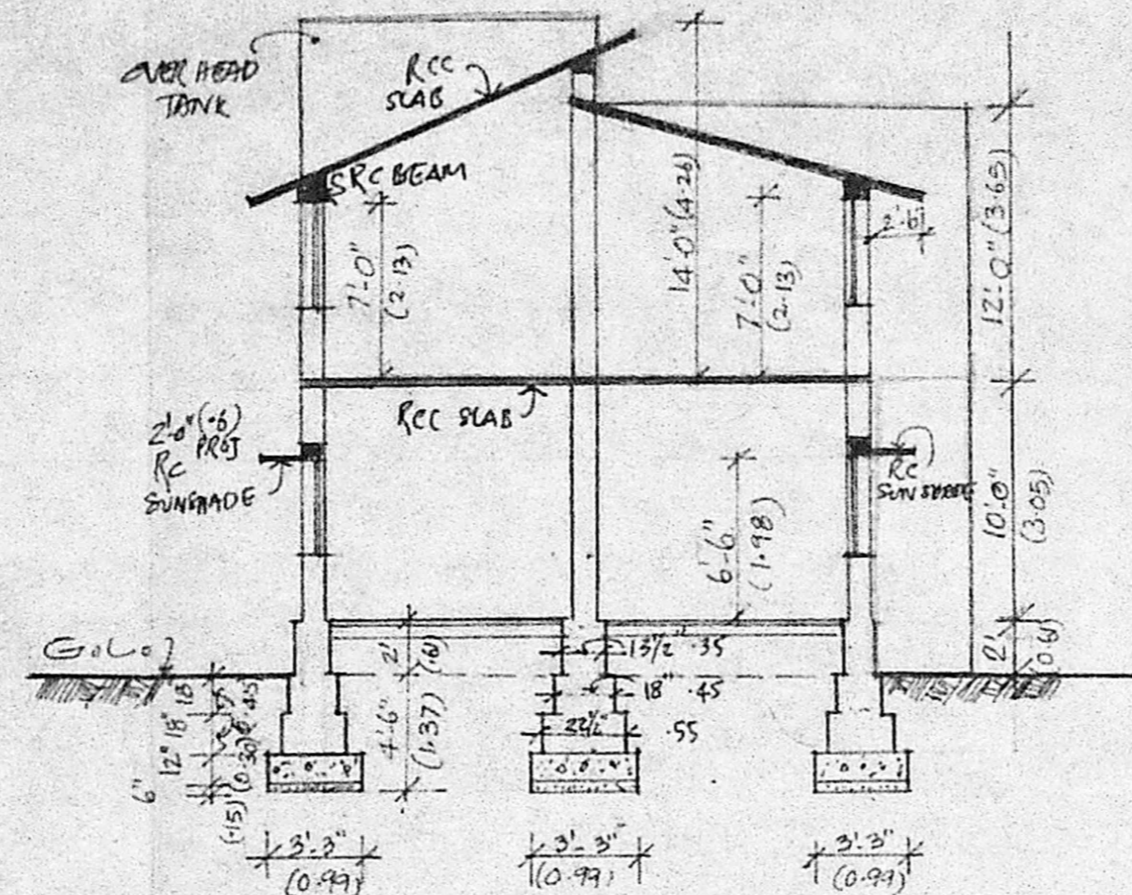 OVER HEAD
TANK
RCC
SLAB
SRC BEAM
7'-0"
(2.13)
14'-0" (4.26)
7'-0"
(2.13)
2'-6"
12'-0" (3.65)
RCC SLAB
2'-0" (.6)
PROJ
RC
SUNSHADE
RC
SUNSHADE
6'-6"
(1.98)
10'-0"
(3.05)
G.L.
2'
(.6)
2'
(0.6)
13½" .35
18" .45
22½" .55
4'-6"
(1.37)
18"
.45
18"
12"
(0.30)
6"
(.15)
3'-3"
(0.99)
3'-3"
(0.99)
3'-3"
(0.99)